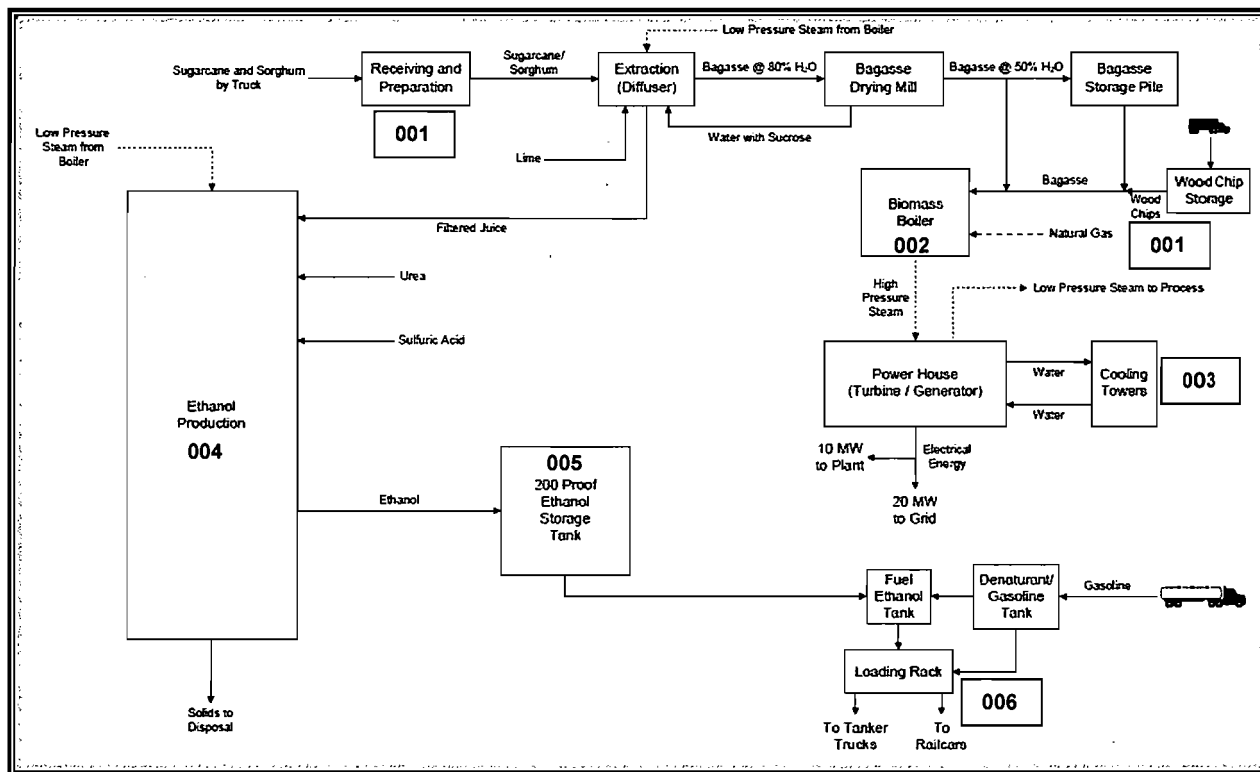 Low Pressure Steam from Boiler
Sugarcane and Sorghum
by Truck
Receiving and
Preparation
Sugarcane/
Sorghum
Extraction
(Diffuser)
Bagasse @ 80% H₂O
Bagasse
Drying Mill
Bagasse @ 50% H₂O
Bagasse
Storage Pile
001
Water with Sucrose
Lime
Low Pressure
Steam from
Boiler
Filtered Juice
Bagasse
Wood
Chips
Wood Chip
Storage
Biomass
Boiler
002
Natural Gas
001
Urea
High
Pressure
Steam
Low Pressure Steam to Process
Sulfuric Acid
Power House
(Turbine / Generator)
Water
Water
Cooling
Towers
003
Ethanol
Production
004
10 MW
to Plant
Electrical
Energy
20 MW
to Grid
Ethanol
005
200 Proof
Ethanol
Storage
Tank
Fuel
Ethanol
Tank
Denaturant/
Gasoline
Tank
Gasoline
Loading Rack
006
Solids to
Disposal
To Tanker
Trucks
To
Railcars